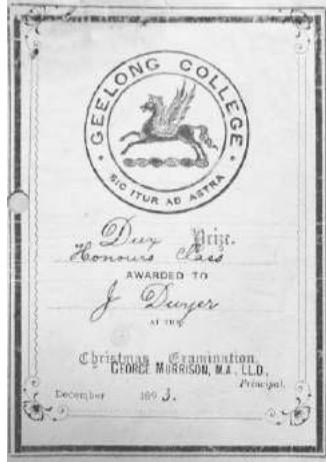 GEELONG COLLEGE
SIC ITUR AD ASTRA
Dux Prize.
Honours Class
AWARDED TO
J Dwyer
AT THE
Christmas Examination.
GEORGE MORRISON, M.A., LL.D.,
Principal.
December 1893.